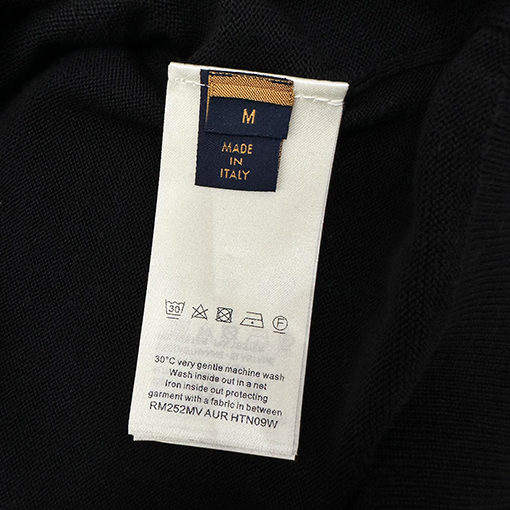 M
MADE
IN
ITALY
30
F
30°C very gentle machine wash
Wash inside out in a net
Iron inside out protecting
garment with a fabric in between
RM252MV AUR HTN09W